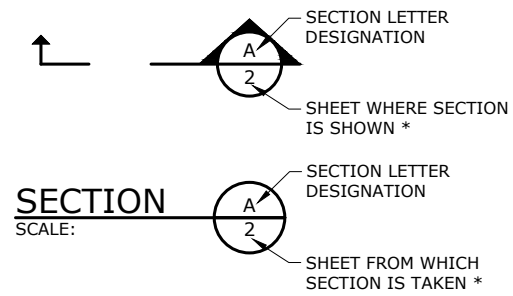 SECTION LETTER
DESIGNATION
A
2
SHEET WHERE SECTION
IS SHOWN *
SECTION LETTER
DESIGNATION
SECTION
A
SCALE:
2
SHEET FROM WHICH
SECTION IS TAKEN *